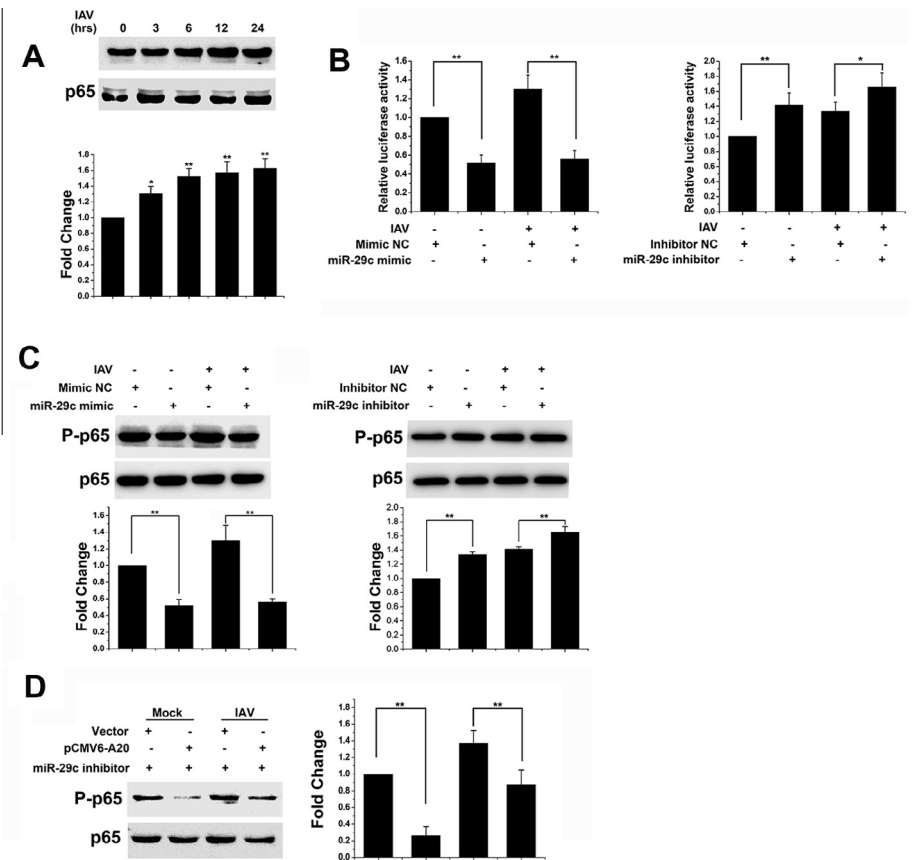 IAV
(hrs) 0 3 6 12 24
A
p65
Fold Change
1.8
1.6
1.4
1.2
1.0
0.8
0.6
0.4
0.2
0.0
* ** ** **
B
Relative luciferase activity
1.6
1.4
1.2
1.0
0.8
0.6
0.4
0.2
0.0
** **
IAV - - + +
Mimic NC + - + -
miR-29c mimic - + - +
Relative luciferase activity
2.0
1.8
1.6
1.4
1.2
1.0
0.8
0.6
0.4
0.2
0.0
** *
IAV - - + +
Inhibitor NC + - + -
miR-29c inhibitor - + - +
C
IAV - - + +
Mimic NC + - + -
miR-29c mimic - + - +
P-p65
p65
Fold Change
1.6
1.4
1.2
1.0
0.8
0.6
0.4
0.2
0.0
** **
IAV - - + +
Inhibitor NC + - + -
miR-29c inhibitor - + - +
P-p65
p65
Fold Change
2.0
1.8
1.6
1.4
1.2
1.0
0.8
0.6
0.4
0.2
0.0
** **
D
Mock IAV
Vector + - + -
pCMV6-A20 - + - +
miR-29c inhibitor + + + +
P-p65
p65
Fold Change
1.8
1.6
1.4
1.2
1.0
0.8
0.6
0.4
0.2
0.0
** **